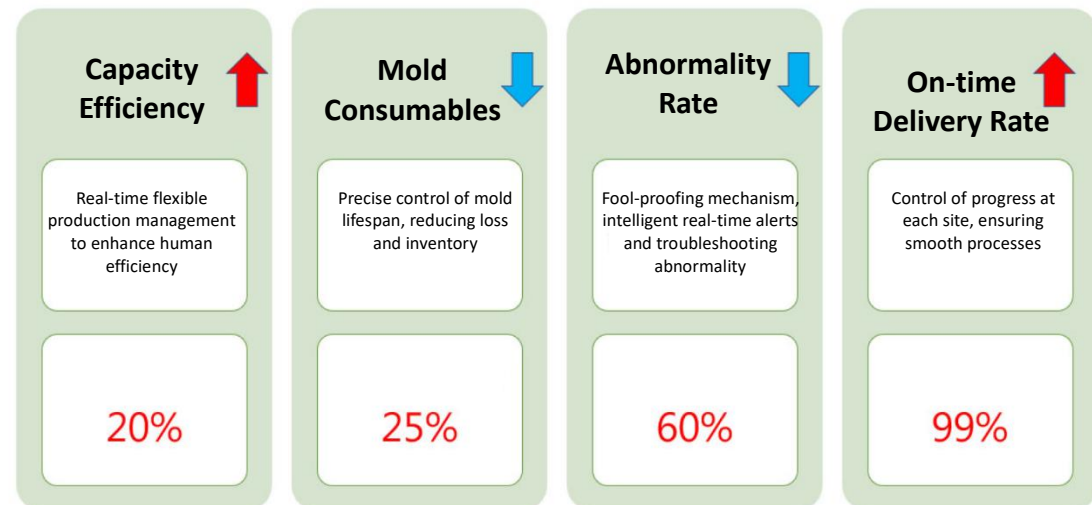 Capacity
Efficiency
Real-time flexible
production management
to enhance human
efficiency
20%
Mold
Consumables
Precise control of mold
lifespan, reducing loss
and inventory
25%
Abnormality
Rate
Fool-proofing mechanism,
intelligent real-time alerts
and troubleshooting
abnormality
60%
On-time
Delivery Rate
Control of progress at
each site, ensuring
smooth processes
99%